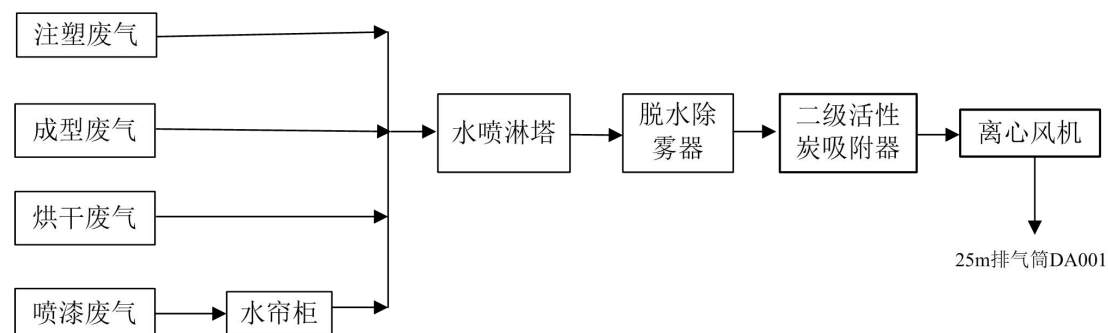 注塑废气
成型废气
烘干废气
喷漆废气
水帘柜
水喷淋塔
脱水除
雾器
二级活性
炭吸附器
离心风机
25m排气筒DA001